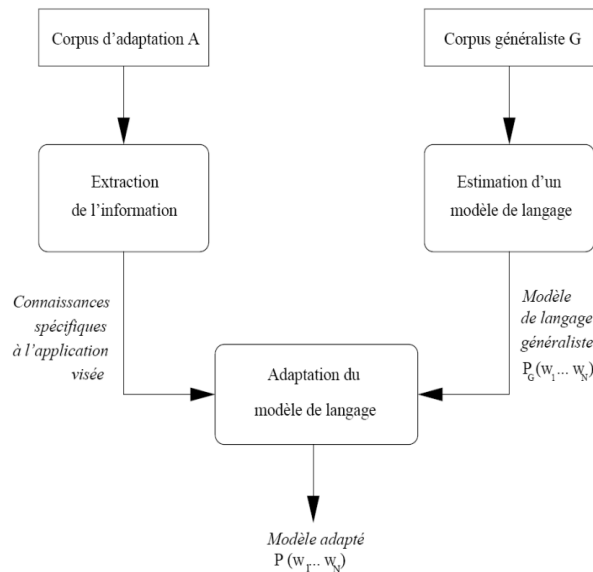 Corpus d'adaptation A
Corpus généraliste G
Extraction
de l'information
Estimation d'un
modèle de langage
Connaissances
spécifiques
à l'application
visée
Modèle
de langage
généraliste
P_G(w_1... w_N)
Adaptation du
modèle de langage
Modèle adapté
P (w_1.. w_N)